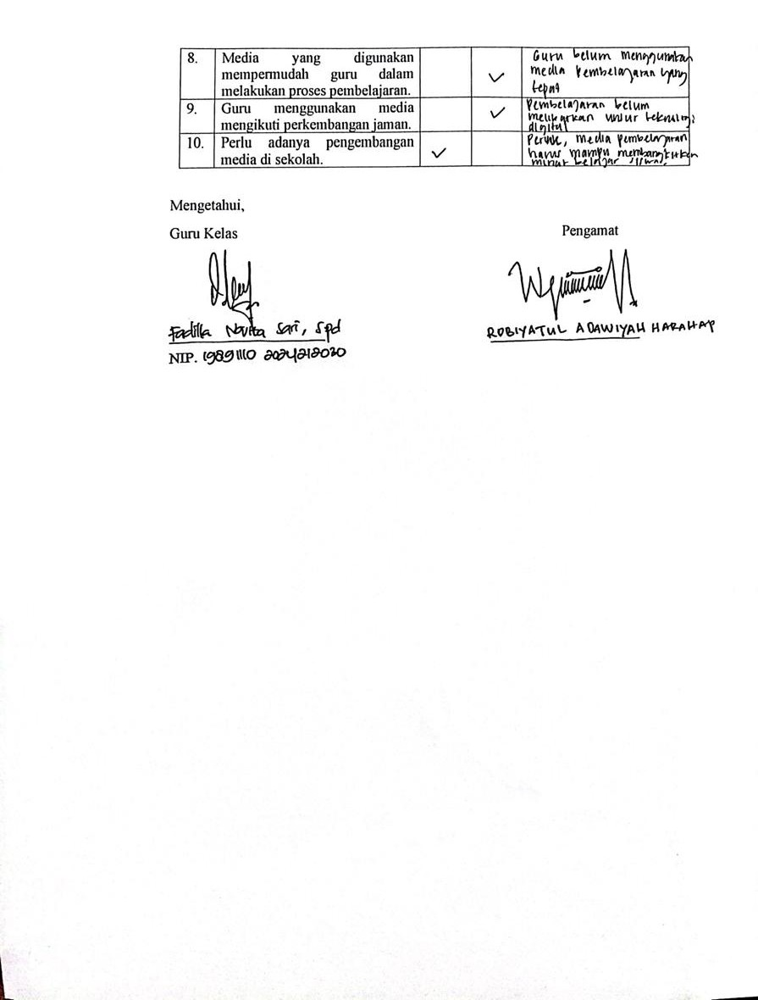 8. Media yang digunakan
mempermudah guru dalam
melakukan proses pembelajaran.
✓
Guru belum menggunakan
media pembelajaran yang
tepat
9. Guru menggunakan media
mengikuti perkembangan jaman.
✓
Pembelajaran belum
melibatkan unsur teknologi
digital
10. Perlu adanya pengembangan
media di sekolah.
✓
Perlu, media pembelajaran
harus mampu membangkitkan
minat belajar siswa.
Mengetahui,
Guru Kelas
Pengamat
Fadilla Novita Sari, Spd
ROBIYATUL ADAWIYAH HARAHAP
NIP. 19891110 2024212020